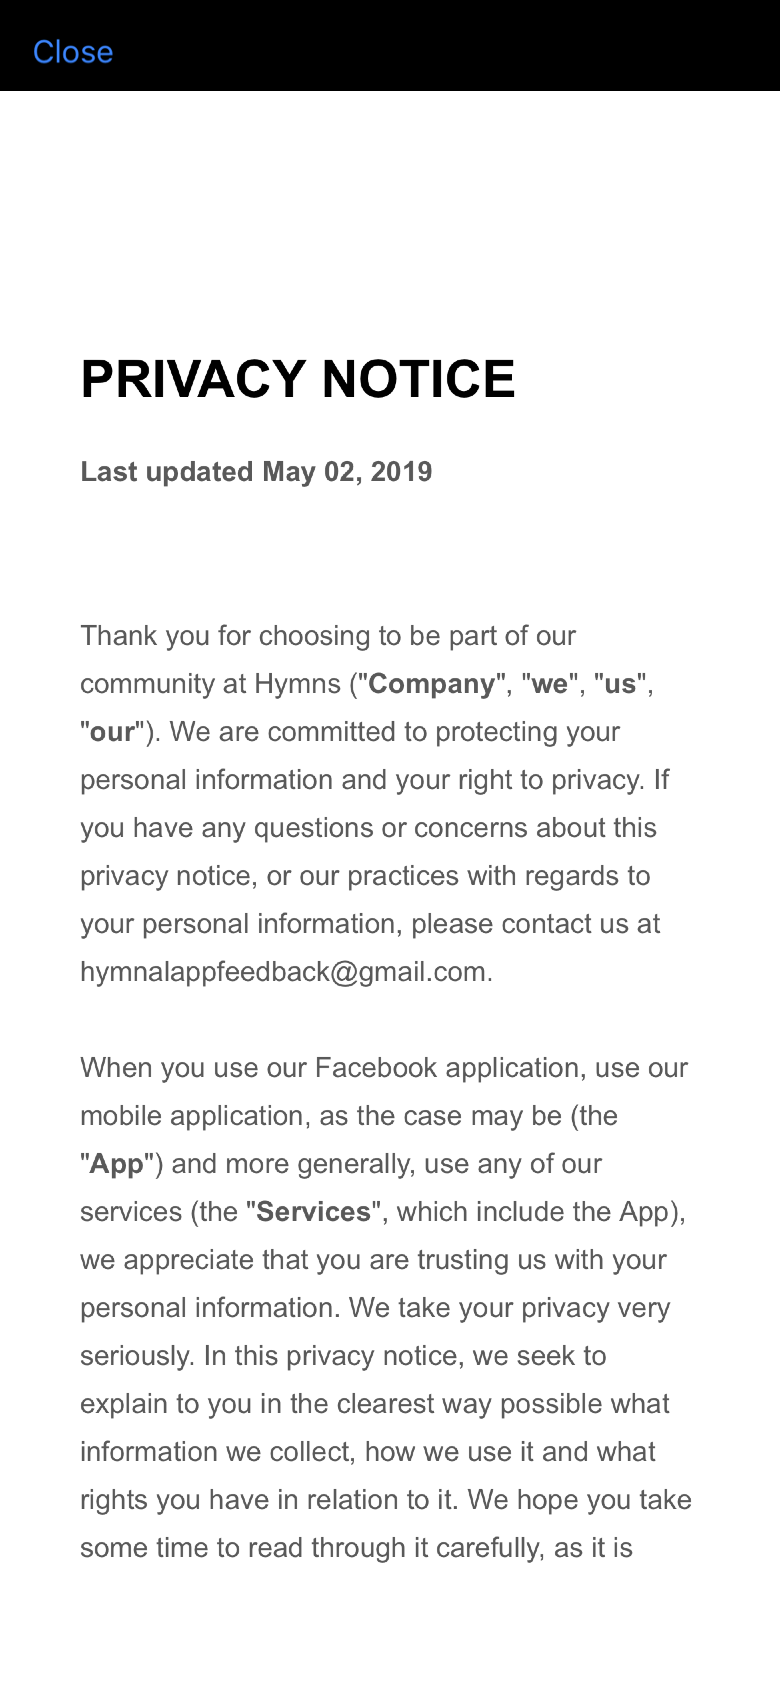 Close
PRIVACY NOTICE
Last updated May 02, 2019
Thank you for choosing to be part of our
community at Hymns ("Company", "we", "us",
"our"). We are committed to protecting your
personal information and your right to privacy. If
you have any questions or concerns about this
privacy notice, or our practices with regards to
your personal information, please contact us at
hymnalappfeedback@gmail.com.
When you use our Facebook application, use our
mobile application, as the case may be (the
"App") and more generally, use any of our
services (the "Services", which include the App),
we appreciate that you are trusting us with your
personal information. We take your privacy very
seriously. In this privacy notice, we seek to
explain to you in the clearest way possible what
information we collect, how we use it and what
rights you have in relation to it. We hope you take
some time to read through it carefully, as it is